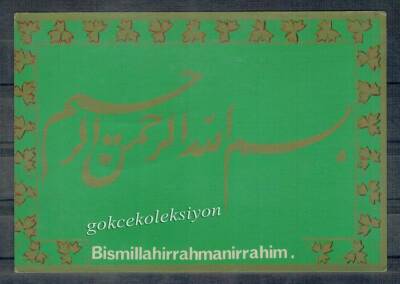 بسم الله الرحمن الرحيم
gokcekoleksiyon
Bismillahirrahmanirrahim.